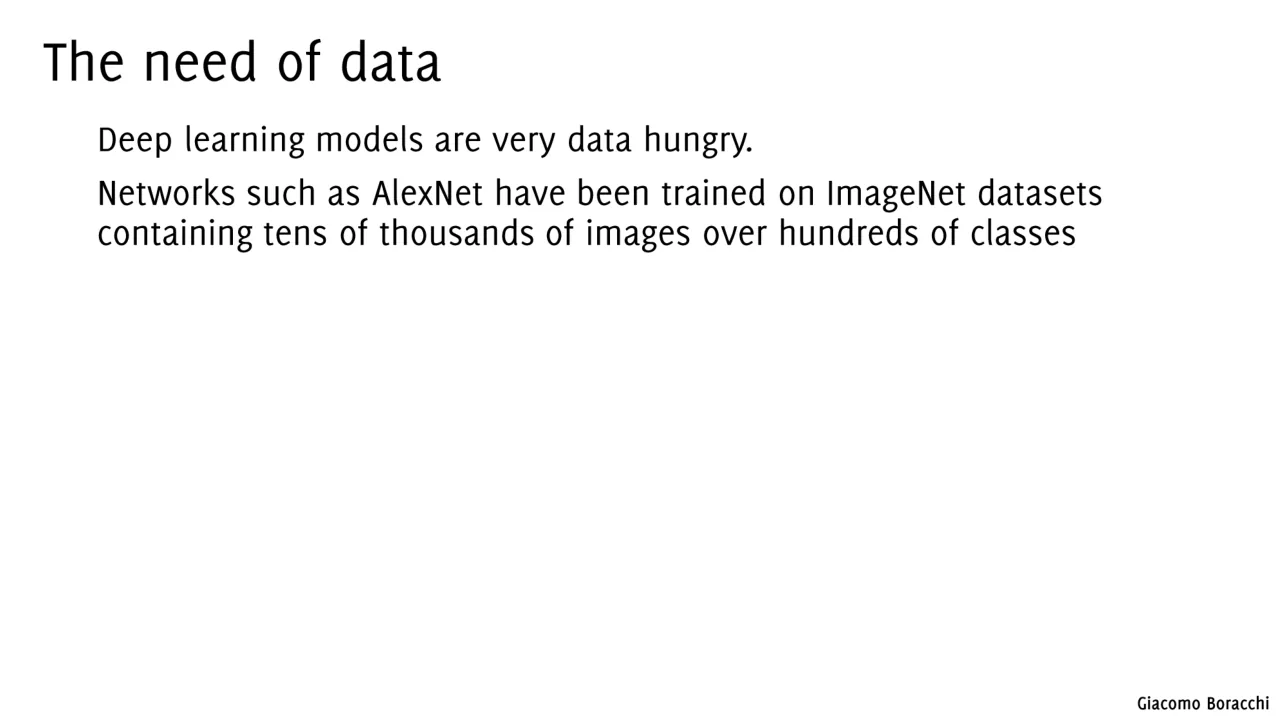 The need of data
Deep learning models are very data hungry.
Networks such as AlexNet have been trained on ImageNet datasets
containing tens of thousands of images over hundreds of classes
Giacomo Boracchi